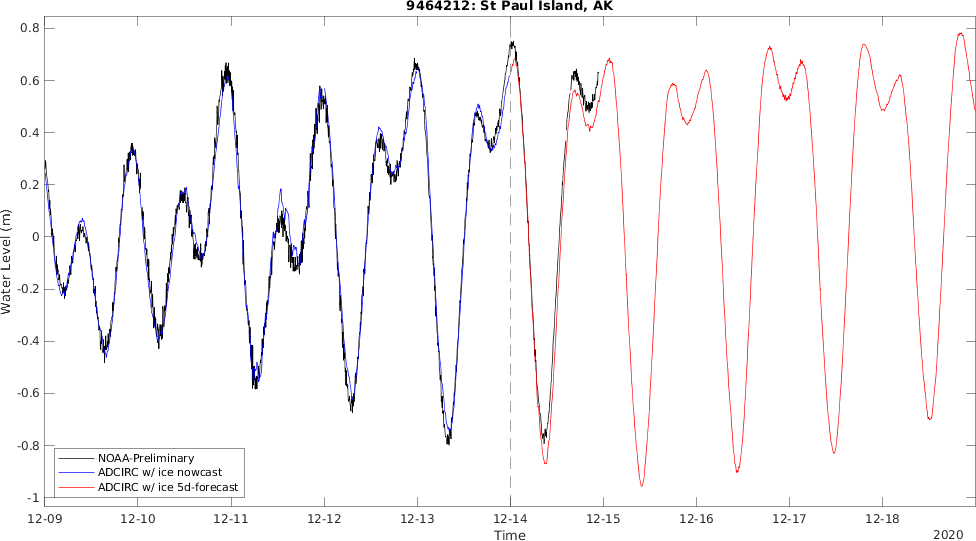 9464212: St Paul Island, AK
0.8
0.6
0.4
0.2
0
-0.2
-0.4
-0.6
-0.8
-1
Water Level (m)
NOAA-Preliminary
ADCIRC w/ ice nowcast
ADCIRC w/ ice 5d-forecast
12-09 12-10 12-11 12-12 12-13 12-14 12-15 12-16 12-17 12-18
Time
2020